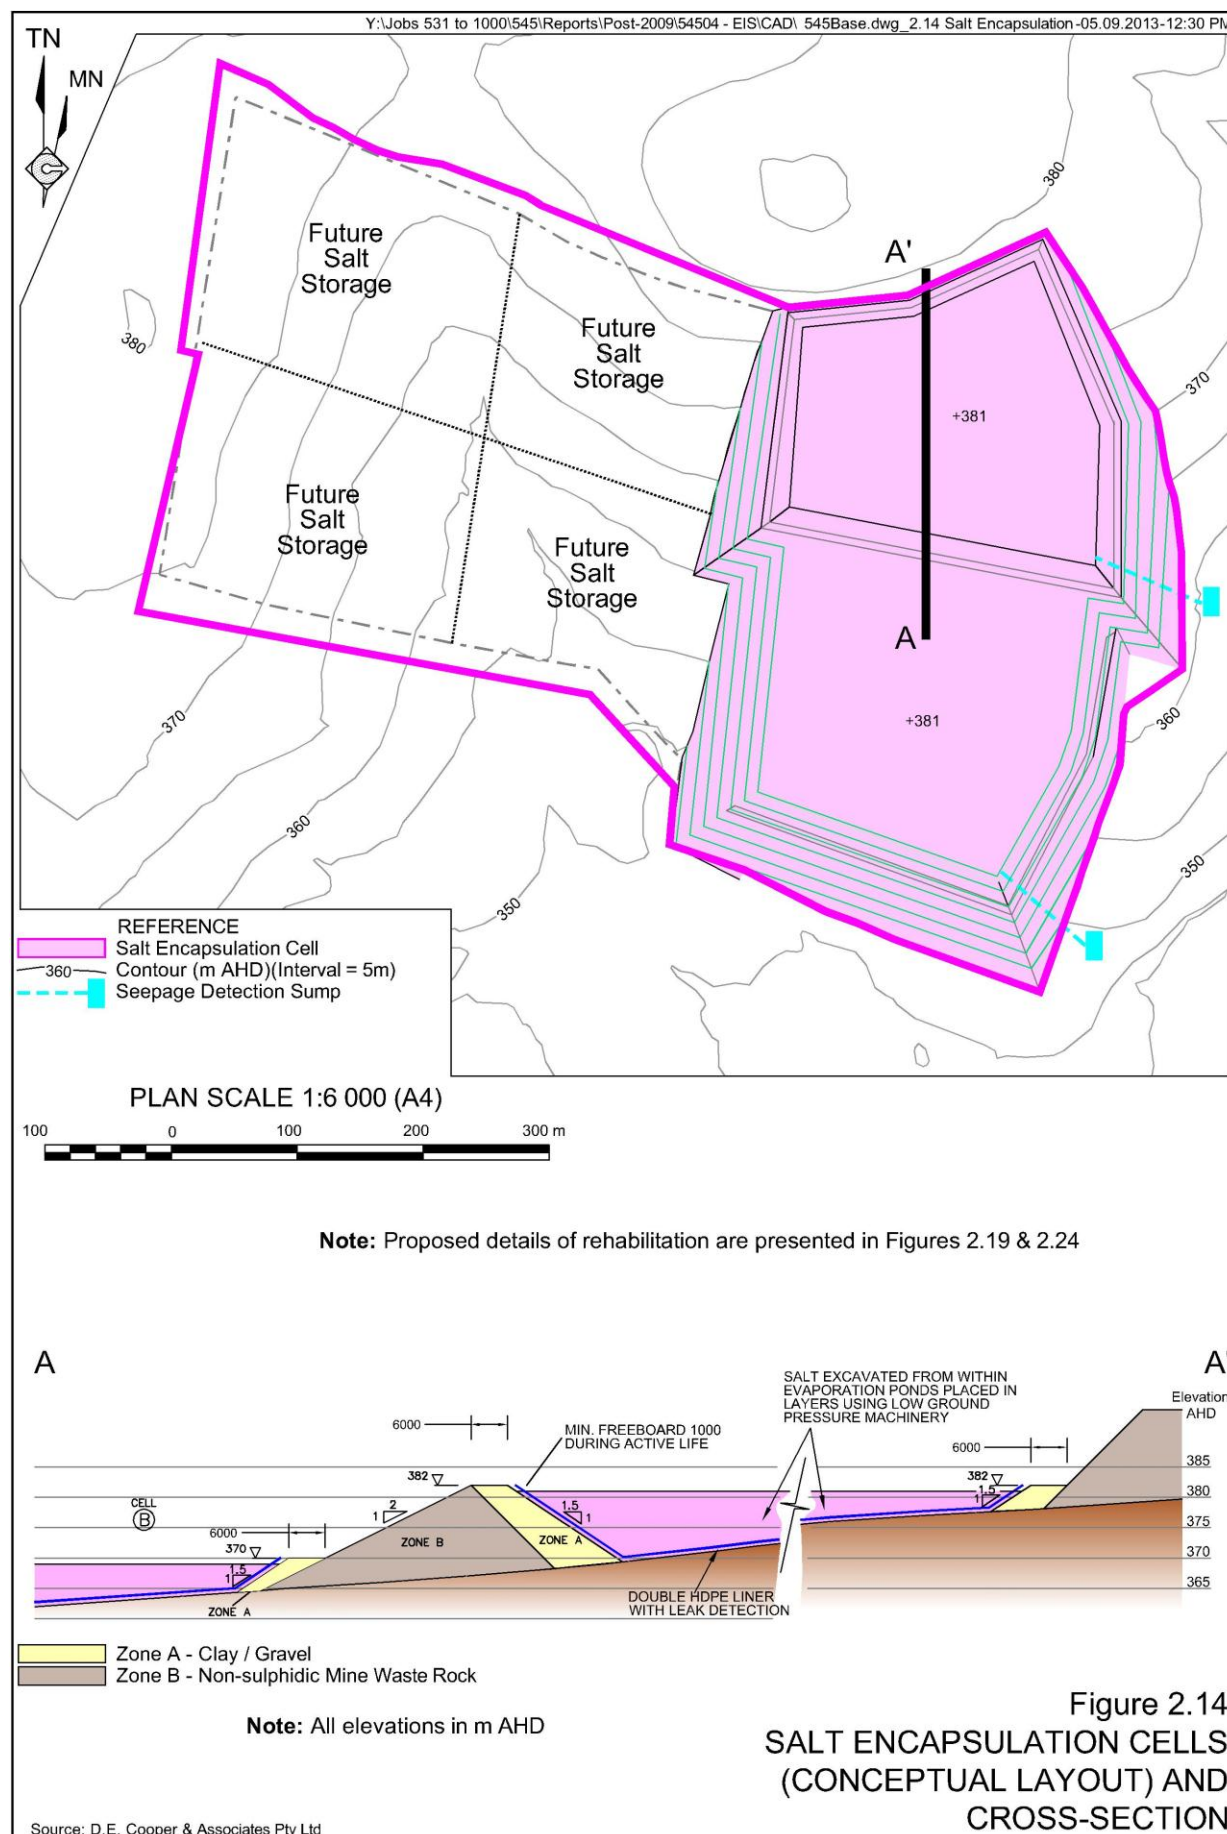 Y:\Jobs 531 to 1000\545\Reports\Post-2009\54504 - EIS\CAD\ 545Base.dwg_2.14 Salt Encapsulation-05.09.2013-12:30 PM
TN
MN
380
A'
Future
Salt
Storage
Future
Salt
Storage
380
370
+381
Future
Salt
Storage
Future
Salt
Storage
A
+381
370
360
360
350
350
REFERENCE
Salt Encapsulation Cell
360 Contour (m AHD)(Interval = 5m)
Seepage Detection Sump
PLAN SCALE 1:6 000 (A4)
100 0 100 200 300 m
Note: Proposed details of rehabilitation are presented in Figures 2.19 & 2.24
A
A'
SALT EXCAVATED FROM WITHIN
EVAPORATION PONDS PLACED IN
LAYERS USING LOW GROUND
PRESSURE MACHINERY
Elevation
AHD
6000
MIN. FREEBOARD 1000
DURING ACTIVE LIFE
6000
382
382
385
380
375
370
365
CELL
B
2
1
1.5
1
1.5
1
6000
370
1.5
1
ZONE B
ZONE A
ZONE A
DOUBLE HDPE LINER
WITH LEAK DETECTION
Zone A - Clay / Gravel
Zone B - Non-sulphidic Mine Waste Rock
Note: All elevations in m AHD
Figure 2.14
SALT ENCAPSULATION CELLS
(CONCEPTUAL LAYOUT) AND
CROSS-SECTION
Source: D.E. Cooper & Associates Pty Ltd